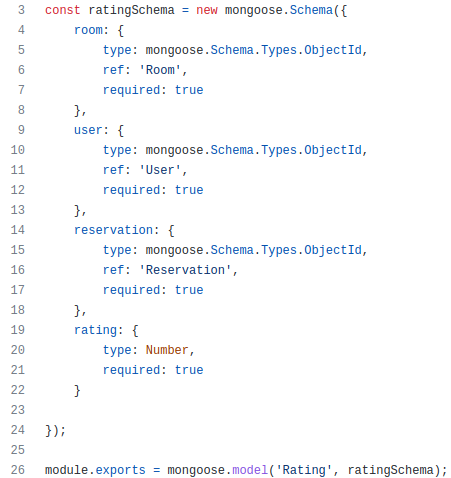 3 const ratingSchema = new mongoose.Schema({
4     room: {
5         type: mongoose.Schema.Types.ObjectId,
6         ref: 'Room',
7         required: true
8     },
9     user: {
10         type: mongoose.Schema.Types.ObjectId,
11         ref: 'User',
12         required: true
13     },
14     reservation: {
15         type: mongoose.Schema.Types.ObjectId,
16         ref: 'Reservation',
17         required: true
18     },
19     rating: {
20         type: Number,
21         required: true
22     }
23
24 });
25
26 module.exports = mongoose.model('Rating', ratingSchema);